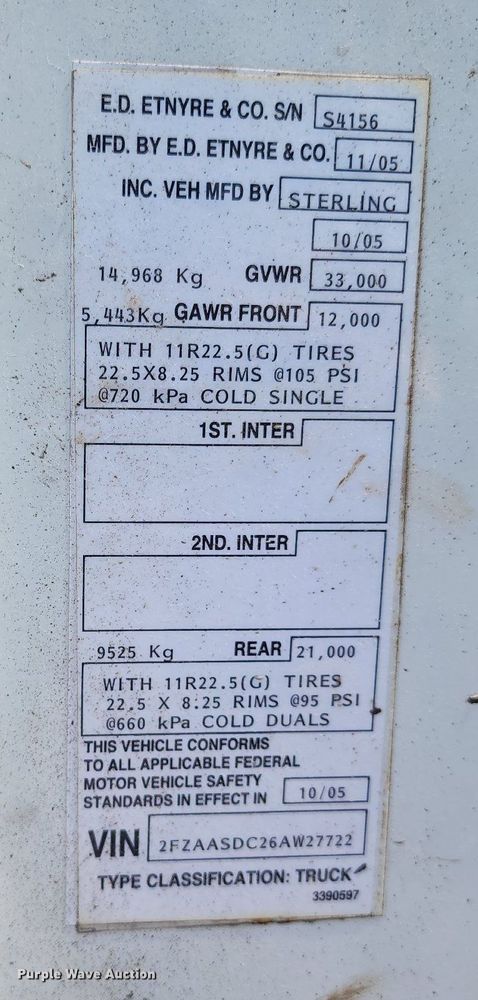 E.D. ETNYRE & CO. S/N S4156
MFD. BY E.D. ETNYRE & CO. 11/05
INC. VEH MFD BY STERLING
10/05
14,968 Kg GVWR 33,000
5,443Kg GAWR FRONT 12,000
WITH 11R22.5(G) TIRES
22.5X8.25 RIMS @105 PSI
@720 kPa COLD SINGLE
1ST. INTER
2ND. INTER
9525 Kg REAR 21,000
WITH 11R22.5(G) TIRES
22.5 X 8.25 RIMS @95 PSI
@660 kPa COLD DUALS
THIS VEHICLE CONFORMS
TO ALL APPLICABLE FEDERAL
MOTOR VEHICLE SAFETY
STANDARDS IN EFFECT IN 10/05
VIN 2FZAASDC26AW27722
TYPE CLASSIFICATION: TRUCK
3390597
Purple Wave Auction